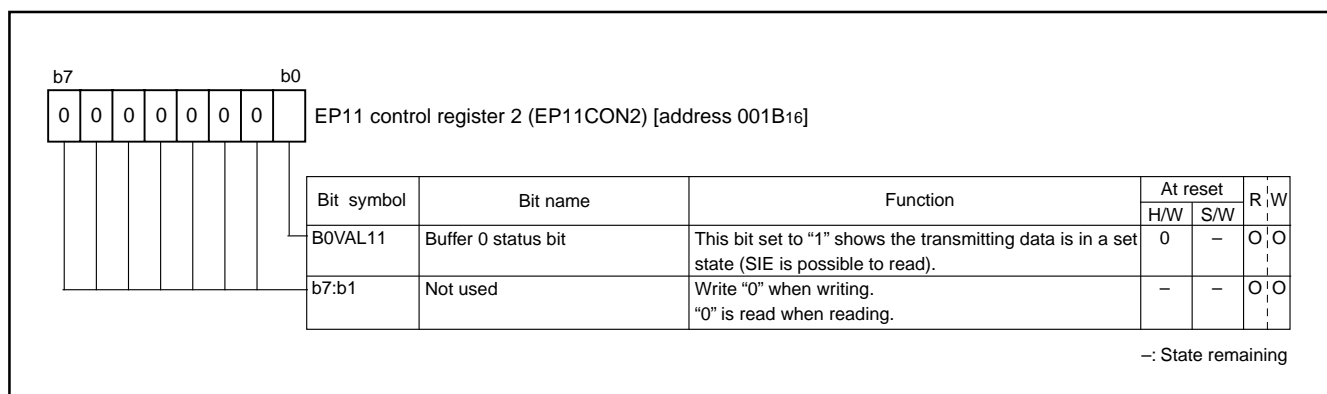 b7 b0
0 0 0 0 0 0 0 EP11 control register 2 (EP11CON2) [address 001B16]
Bit symbol Bit name Function At reset R W
H/W S/W
B0VAL11 Buffer 0 status bit This bit set to “1” shows the transmitting data is in a set 0 – O O
state (SIE is possible to read).
b7:b1 Not used Write “0” when writing. – – O O
“0” is read when reading.
–: State remaining